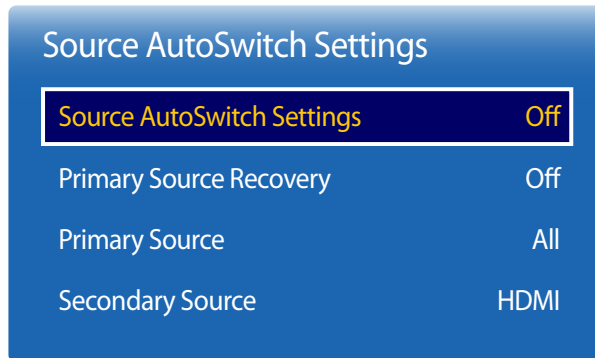 Source AutoSwitch Settings
Source AutoSwitch Settings Off
Primary Source Recovery Off
Primary Source All
Secondary Source HDMI